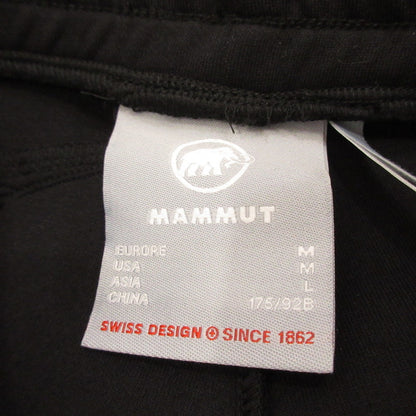 MAMMUT
EUROPE M
USA M
ASIA L
CHINA 175/92B
SWISS DESIGN SINCE 1862